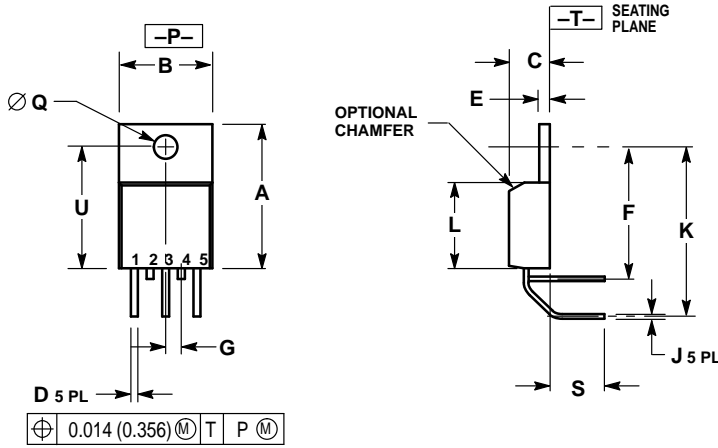 –P–
B
–T– SEATING PLANE
C
E
Ø Q
OPTIONAL
CHAMFER
A
U
L
F
K
1 2 3 4 5
G
D 5 PL
S
J 5 PL
⌖ 0.014 (0.356) Ⓜ T P Ⓜ